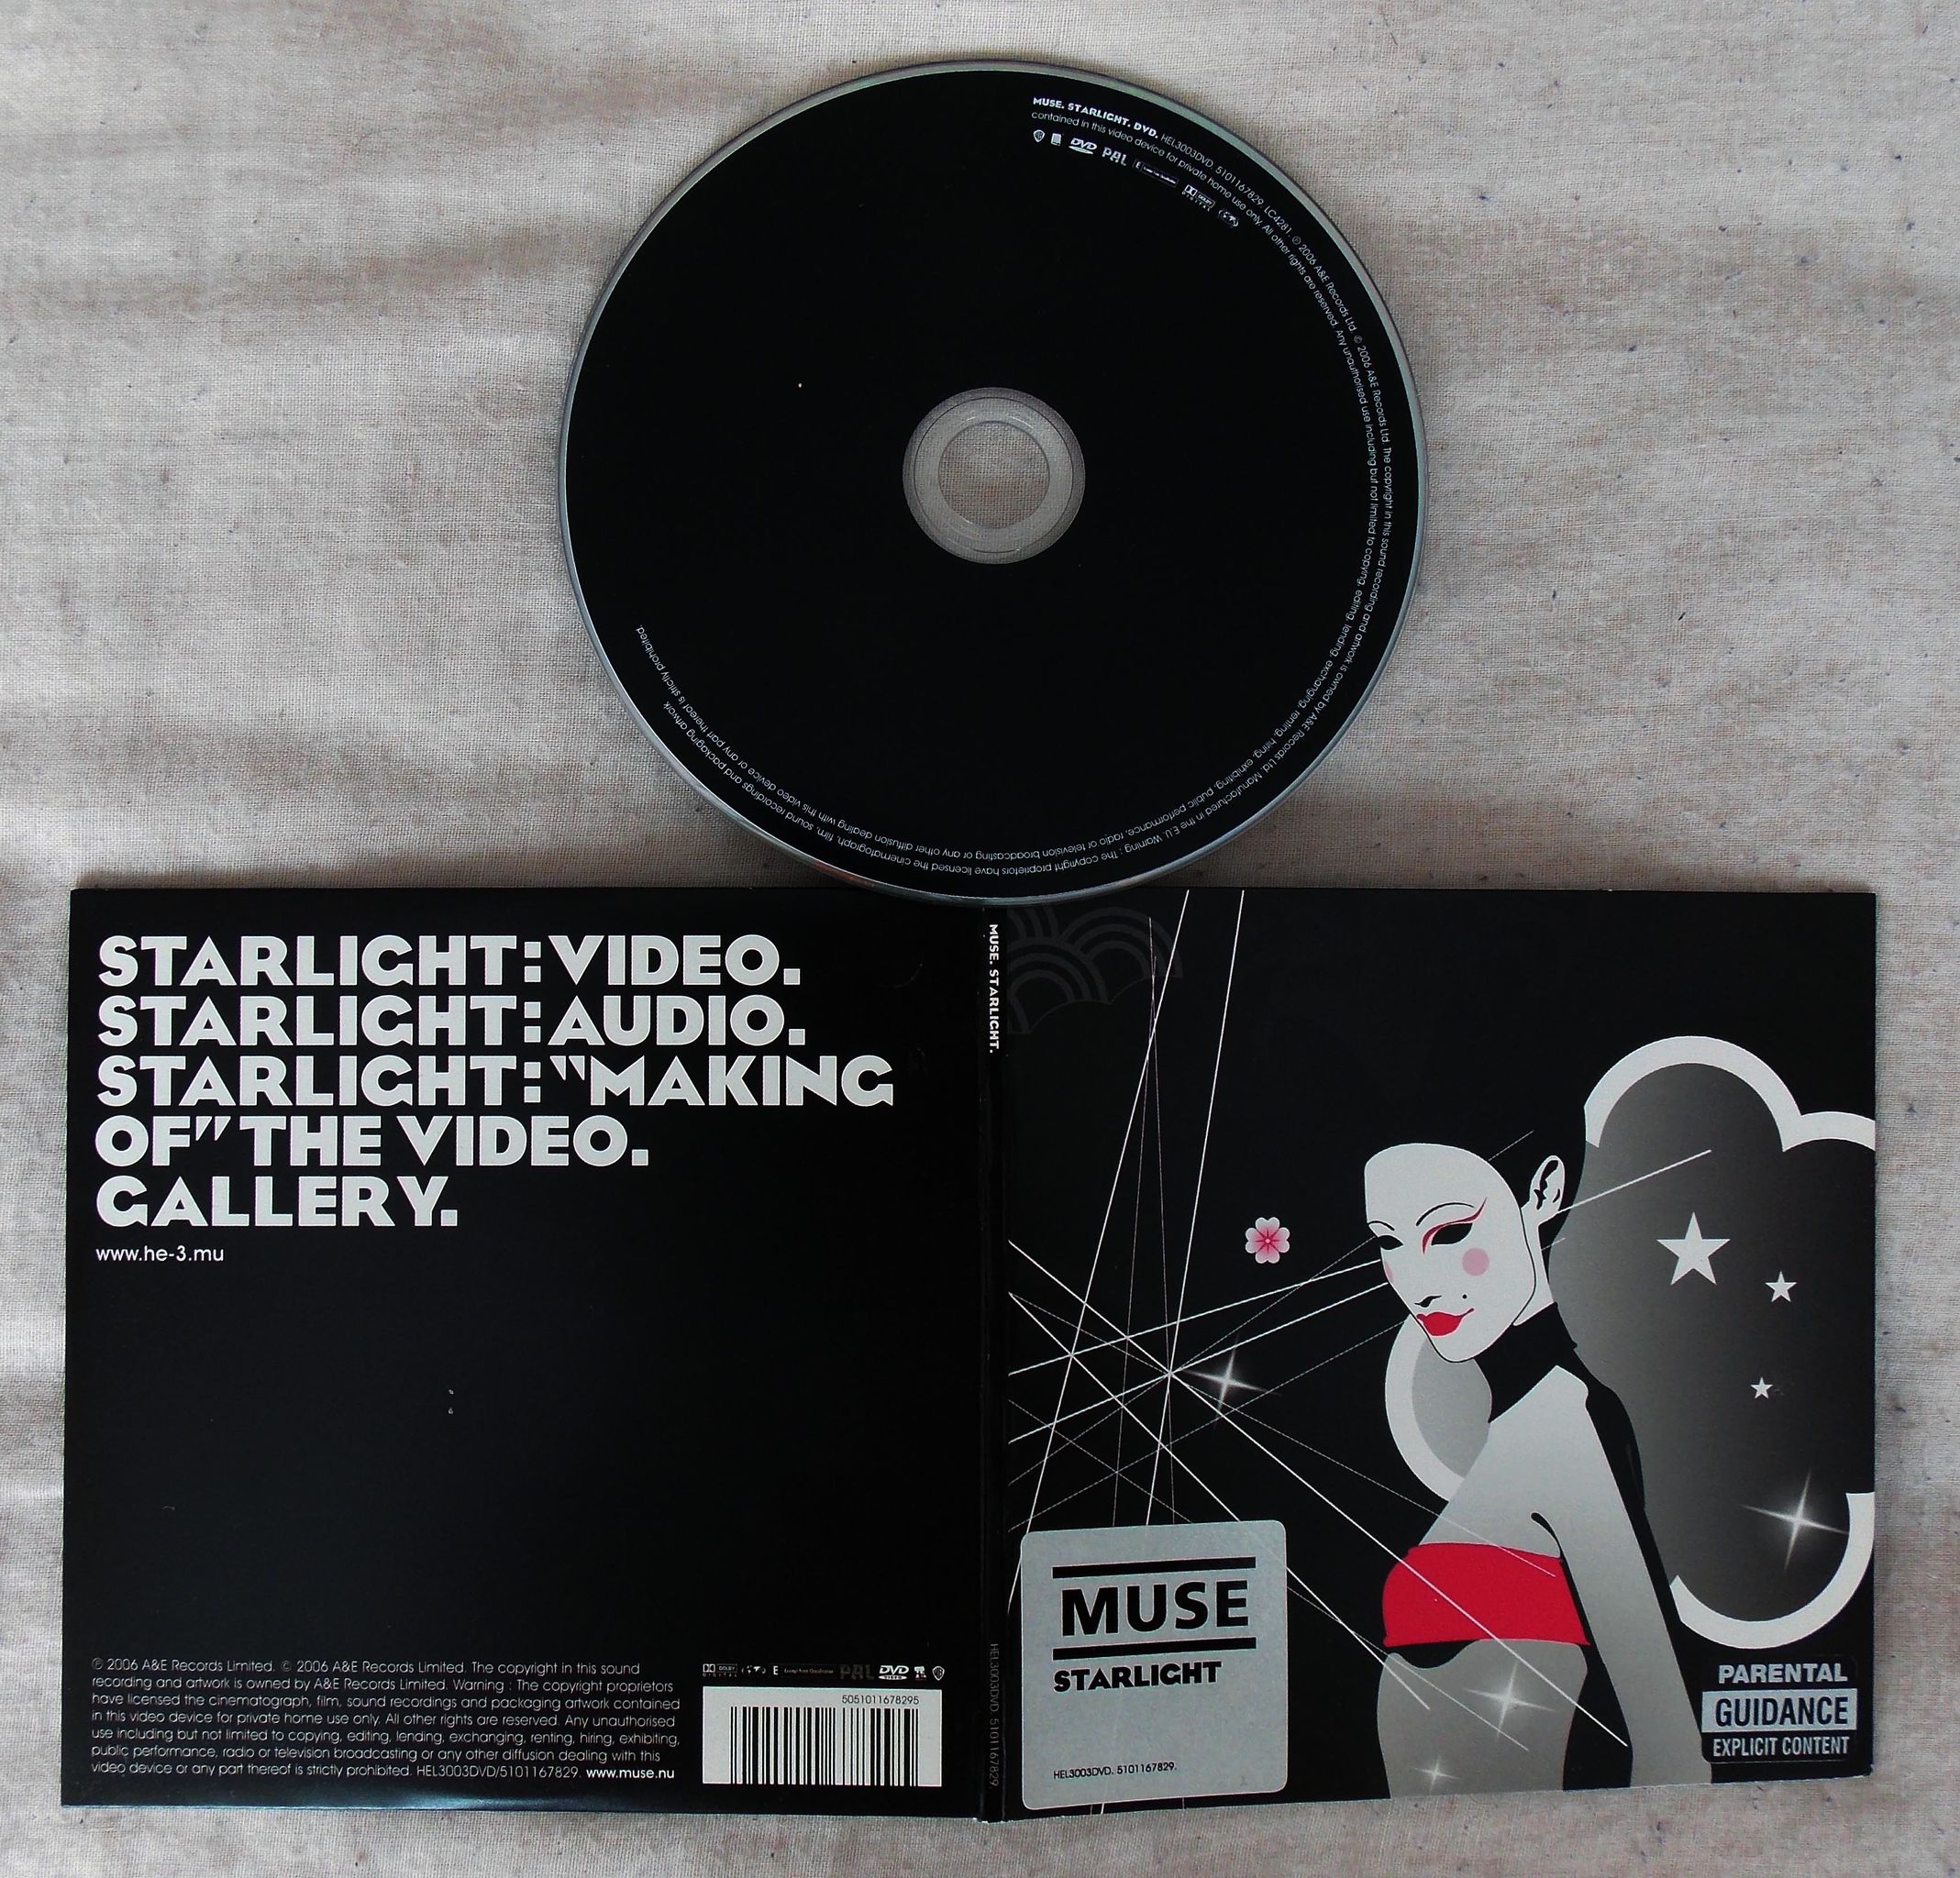 MUSE. STARLIGHT. DVD. HEL3003DVD. 5101167829. LC4281. ℗ 2006 A&E Records Ltd. © 2006 A&E Records Ltd. The copyright in this sound recording and artwork is owned by A&E Records Ltd. Manufactured in the EU. Warning : The copyright proprietors have licensed the cinematograph, film, sound recordings and packaging artwork
contained in this video device for private home use only. All other rights are reserved. Any unauthorised use including but not limited to copying, editing, lending, exchanging, renting, hiring, exhibiting, public performance, radio or television broadcasting or any other diffusion dealing with this video device or any part thereof is strictly prohibited.
DVD PAL E DOLBY DIGITAL
STARLIGHT:VIDEO.
STARLIGHT:AUDIO.
STARLIGHT:“MAKING
OF” THE VIDEO.
GALLERY.
www.he-3.mu
℗ 2006 A&E Records Limited. © 2006 A&E Records Limited. The copyright in this sound
recording and artwork is owned by A&E Records Limited. Warning : The copyright proprietors
have licensed the cinematograph, film, sound recordings and packaging artwork contained
in this video device for private home use only. All other rights are reserved. Any unauthorised
use including but not limited to copying, editing, lending, exchanging, renting, hiring, exhibiting,
public performance, radio or television broadcasting or any other diffusion dealing with this
video device or any part thereof is strictly prohibited. HEL3003DVD/5101167829. www.muse.nu
DOLBY DIGITAL E PAL DVD VIDEO
5051011678295
MUSE. STARLIGHT.
HEL3003DVD. 5101167829.
MUSE
STARLIGHT
HEL3003DVD. 5101167829.
PARENTAL
GUIDANCE
EXPLICIT CONTENT